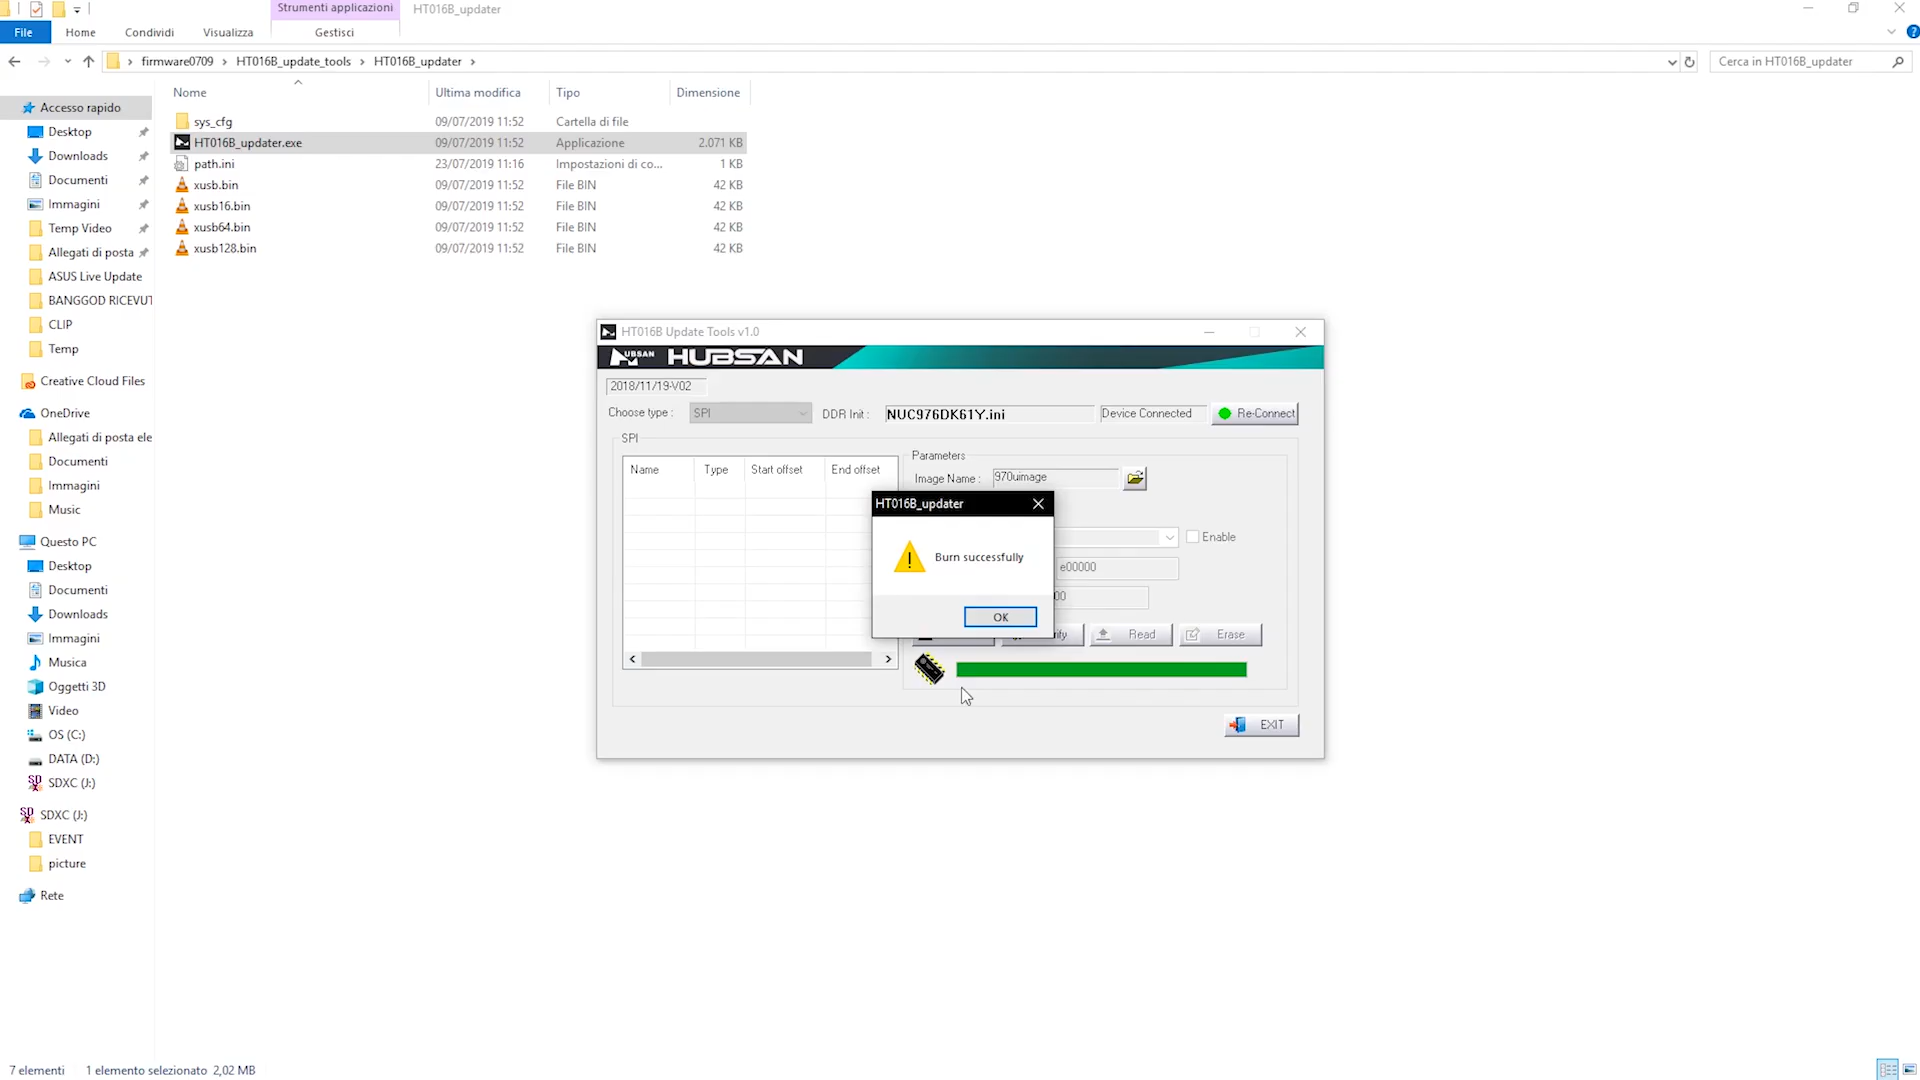 Strumenti applicazioni
HT016B_updater
File
Home
Condividi
Visualizza
Gestisci
firmware0709 › HT016B_update_tools › HT016B_updater ›
Cerca in HT016B_updater
Nome
Ultima modifica
Tipo
Dimensione
sys_cfg 09/07/2019 11:52 Cartella di file
HT016B_updater.exe 09/07/2019 11:52 Applicazione 2.071 KB
path.ini 23/07/2019 11:16 Impostazioni di co... 1 KB
xusb.bin 09/07/2019 11:52 File BIN 42 KB
xusb16.bin 09/07/2019 11:52 File BIN 42 KB
xusb64.bin 09/07/2019 11:52 File BIN 42 KB
xusb128.bin 09/07/2019 11:52 File BIN 42 KB
Accesso rapido
Desktop
Downloads
Documenti
Immagini
Temp Video
Allegati di posta
ASUS Live Update
BANGGOD RICEVUT
CLIP
Temp
Creative Cloud Files
OneDrive
Allegati di posta ele
Documenti
Immagini
Music
Questo PC
Desktop
Documenti
Downloads
Immagini
Musica
Oggetti 3D
Video
OS (C:)
DATA (D:)
SDXC (J:)
SDXC (J:)
EVENT
picture
Rete
HT016B Update Tools v1.0
HUBSAN HUBSAN
2018/11/19-V02
Choose type : SPI DDR Init : NUC976DK61Y.ini Device Connected Re-Connect
SPI
Name Type Start offset End offset
Parameters
Image Name : 970uimage
Enable
e00000
00
ify Read Erase
EXIT
HT016B_updater
Burn successfully
OK
7 elementi 1 elemento selezionato 2,02 MB